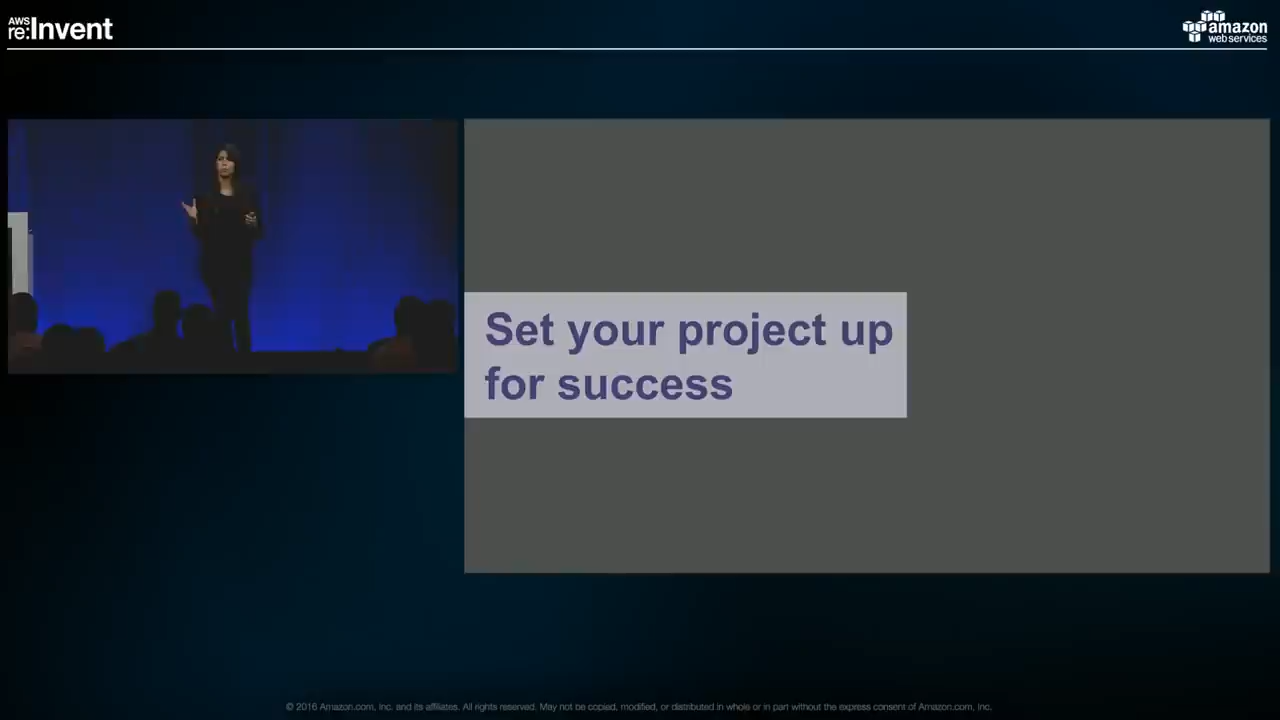 AWS
re:Invent
amazon
web services
Set your project up
for success
© 2016 Amazon.com, Inc. and its affiliates. All rights reserved. May not be copied, modified, or distributed in whole or in part without the express consent of Amazon.com, Inc.